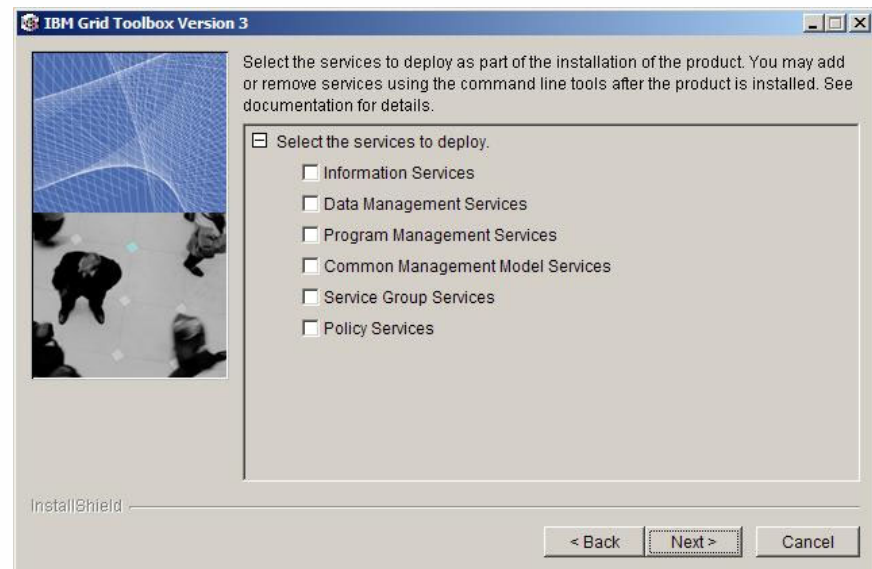 IBM Grid Toolbox Version 3
Select the services to deploy as part of the installation of the product. You may add
or remove services using the command line tools after the product is installed. See
documentation for details.
Select the services to deploy.
Information Services
Data Management Services
Program Management Services
Common Management Model Services
Service Group Services
Policy Services
InstallShield
< Back
Next >
Cancel